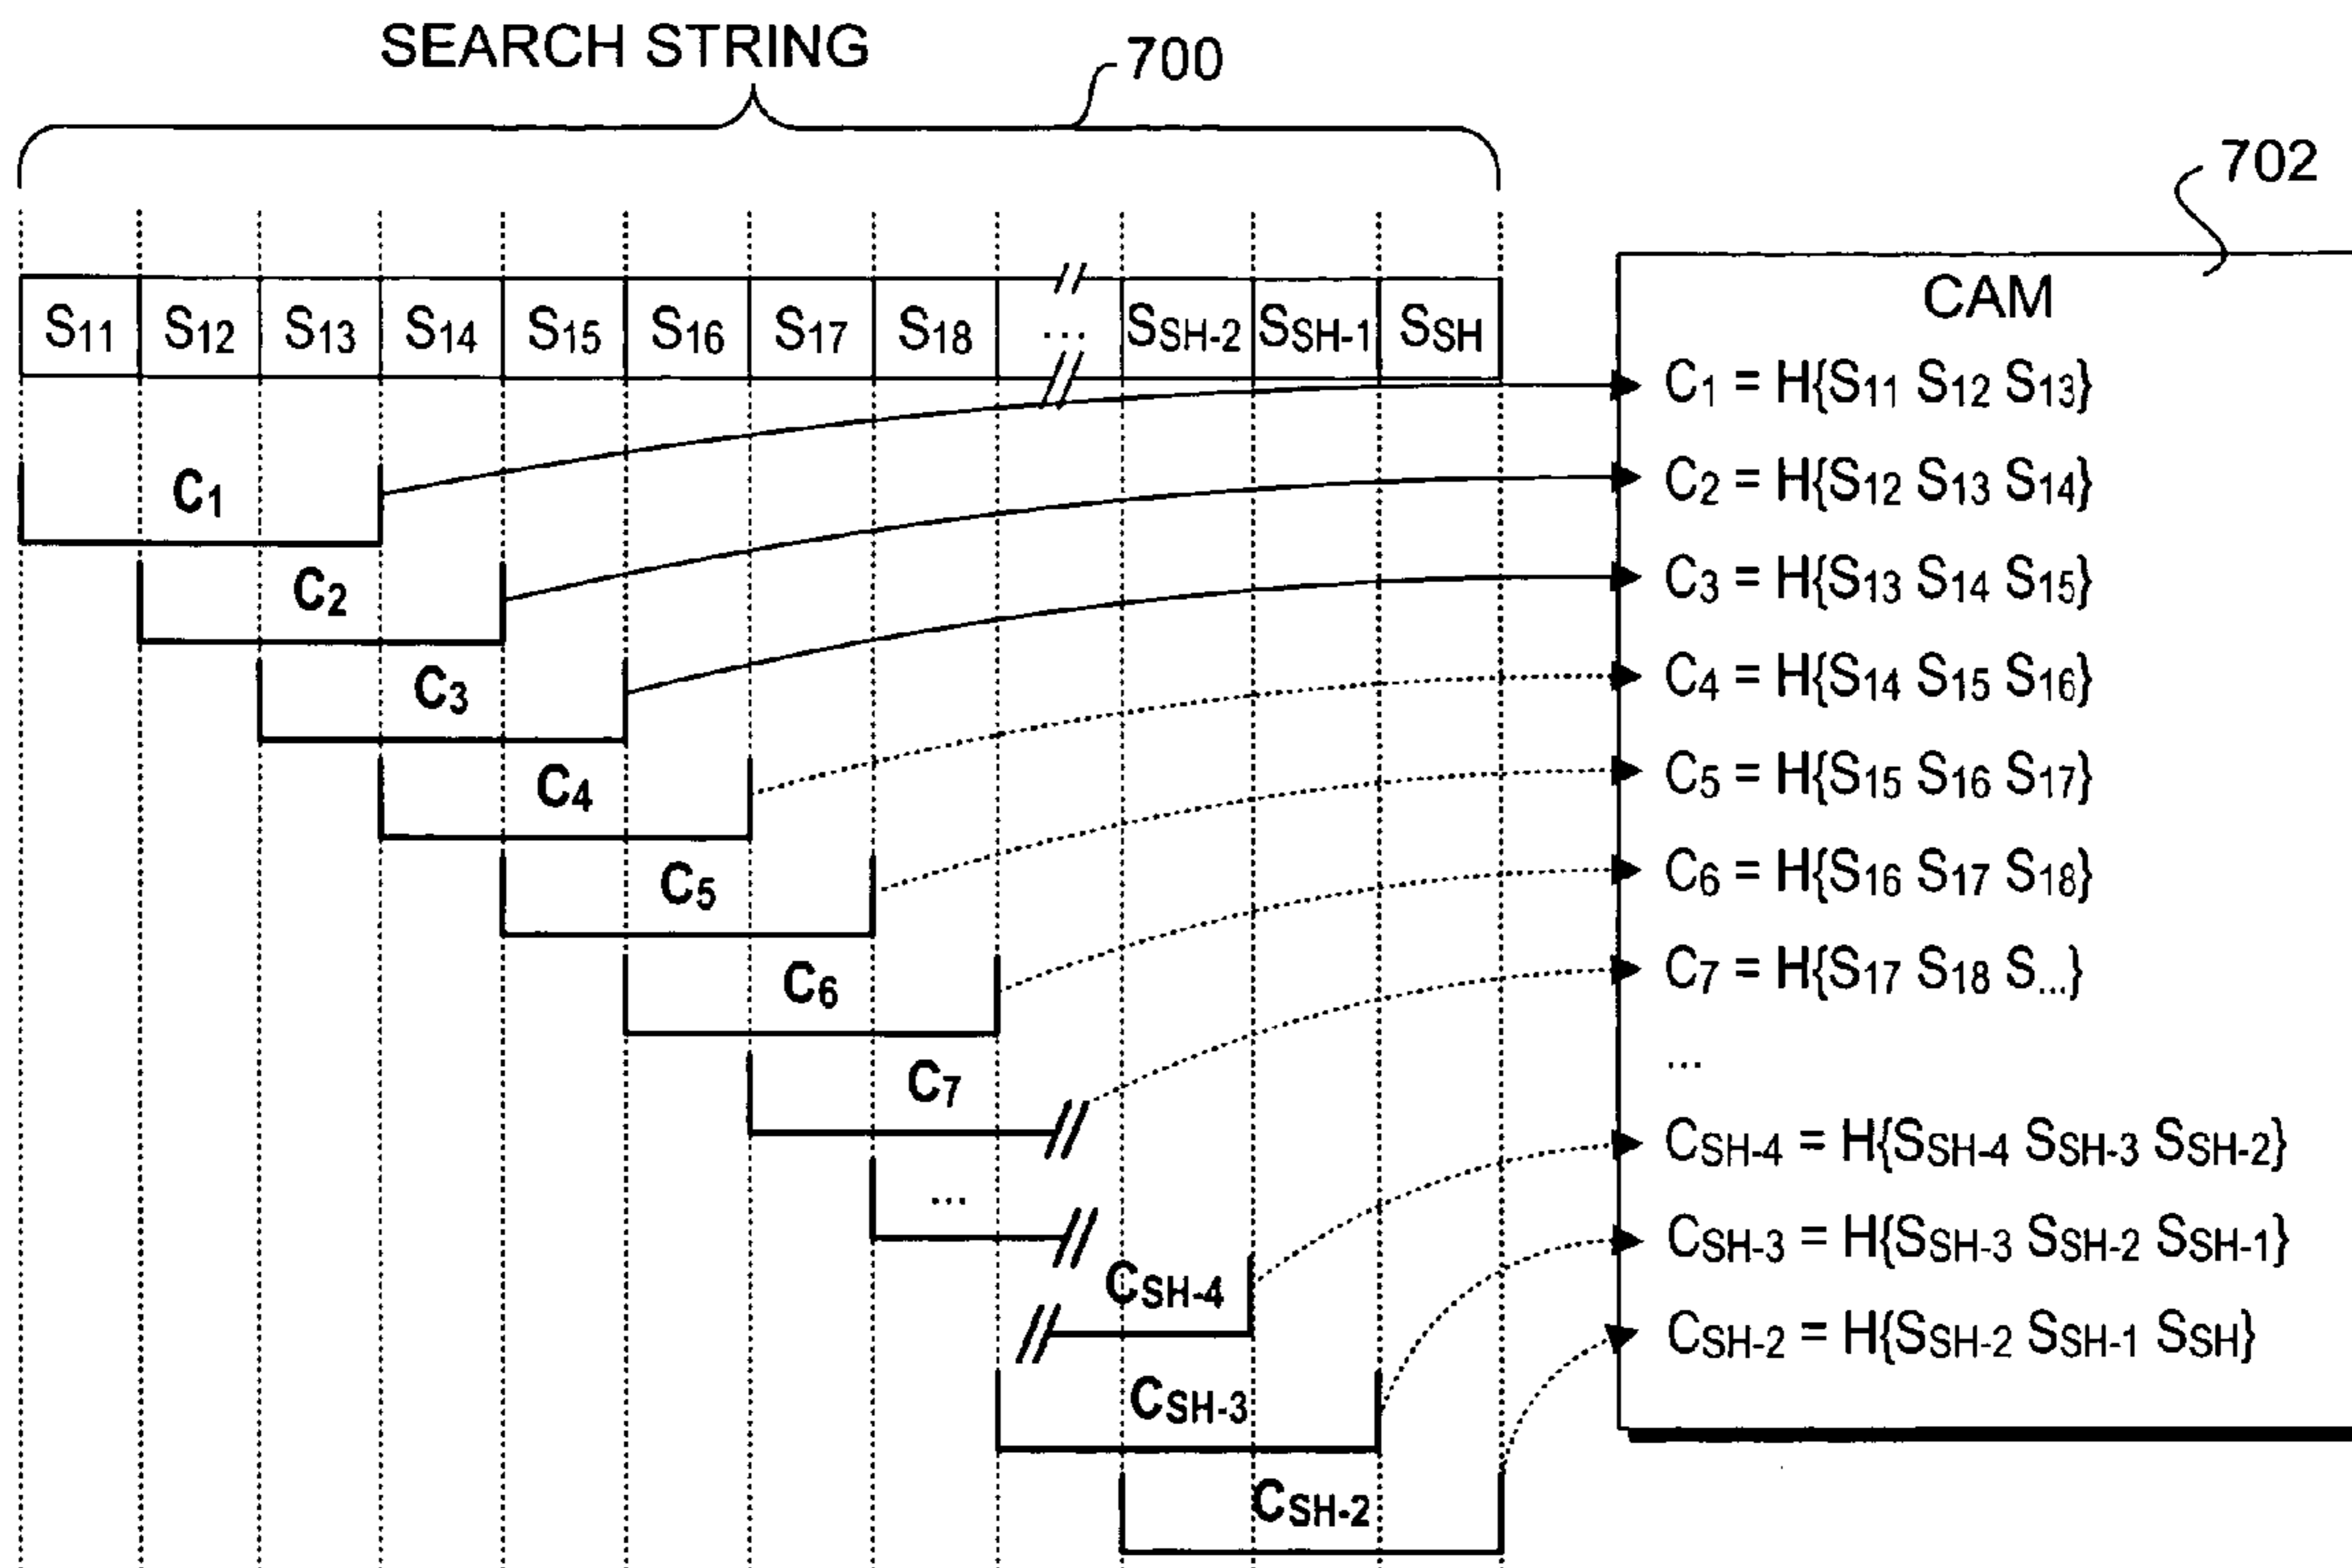 SEARCH STRING
700
702
S11 S12 S13 S14 S15 S16 S17 S18 ... SSH-2 SSH-1 SSH
C1
C2
C3
C4
C5
C6
C7
...
CSH-4
CSH-3
CSH-2
CAM
C1 = H{S11 S12 S13}
C2 = H{S12 S13 S14}
C3 = H{S13 S14 S15}
C4 = H{S14 S15 S16}
C5 = H{S15 S16 S17}
C6 = H{S16 S17 S18}
C7 = H{S17 S18 S...}
...
CSH-4 = H{SSH-4 SSH-3 SSH-2}
CSH-3 = H{SSH-3 SSH-2 SSH-1}
CSH-2 = H{SSH-2 SSH-1 SSH}